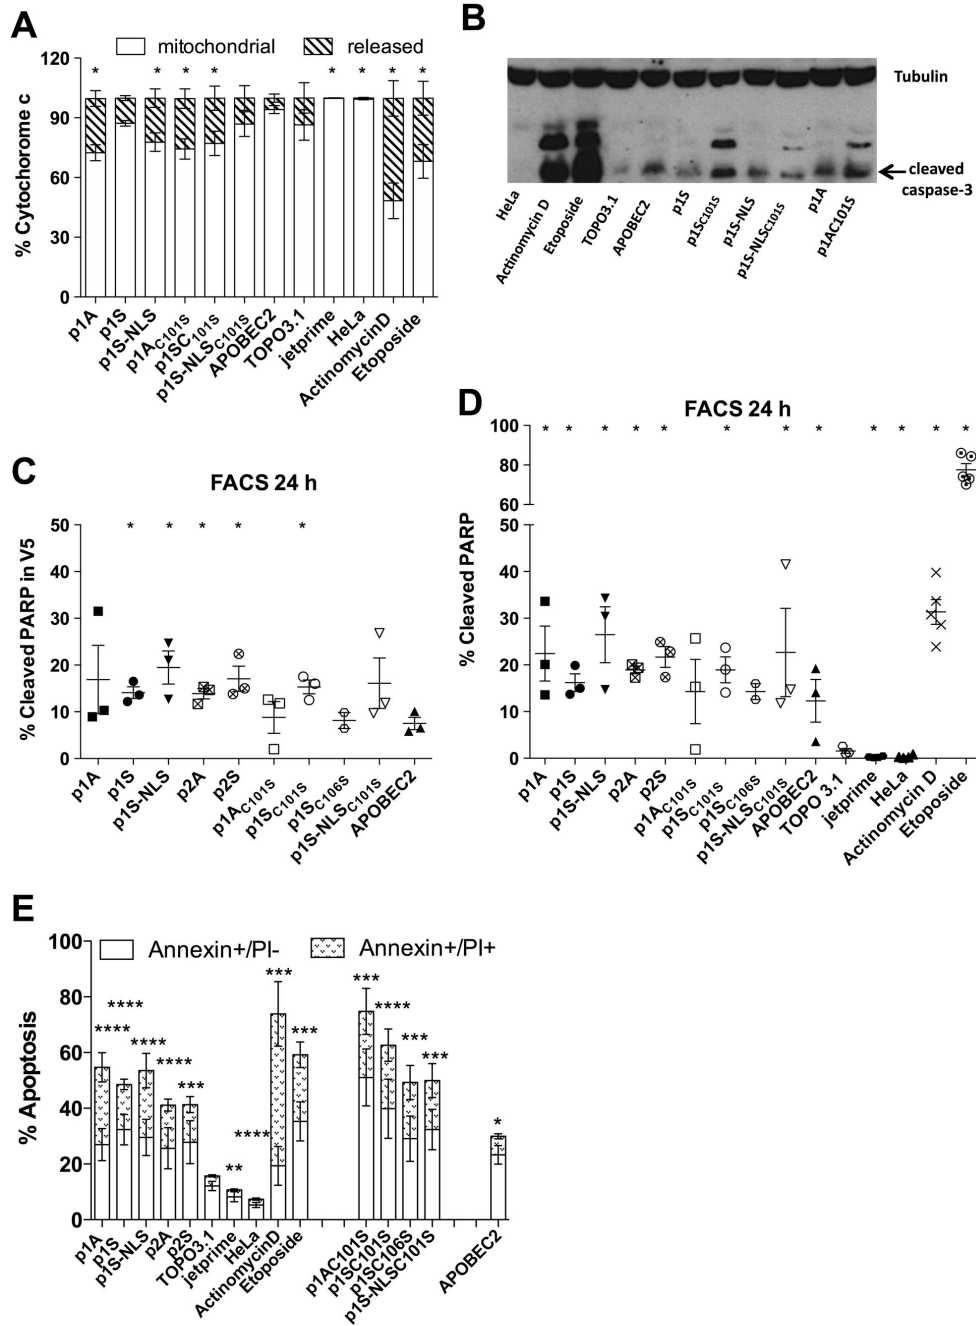 A
mitochondrial released
120
90
60
30
0
% Cytochorome c
* * * * * * * *
p1A
p1S
p1S-NLS
p1AC101S
p1SC101S
p1S-NLSC101S
APOBEC2
TOPO3.1
jetprime
HeLa
ActinomycinD
Etoposide
B
Tubulin
cleaved
caspase-3
HeLa
Actinomycin D
Etoposide
TOPO3.1
APOBEC2
p1S
p1SC101S
p1S-NLS
p1S-NLSC101S
p1A
p1AC101S
C
FACS 24 h
50
40
30
20
10
0
% Cleaved PARP in V5
* * * * *
p1A
p1S
p1S-NLS
p2A
p2S
p1AC101S
p1SC101S
p1SC106S
p1S-NLSC101S
APOBEC2
D
FACS 24 h
100
80
60
50
40
30
20
10
0
% Cleaved PARP
* * * * * * * * * * * *
p1A
p1S
p1S-NLS
p2A
p2S
p1AC101S
p1SC101S
p1SC106S
p1S-NLSC101S
APOBEC2
TOPO 3.1
jetprime
HeLa
Actinomycin D
Etoposide
E
Annexin+/PI- Annexin+/PI+
100
80
60
40
20
0
% Apoptosis
**** **** **** **** *** ** **** *** *** *** **** *** *** *
p1A
p1S
p1S-NLS
p2A
p2S
TOPO3.1
jetprime
HeLa
ActinomycinD
Etoposide
p1AC101S
p1SC101S
p1SC106S
p1S-NLSC101S
APOBEC2